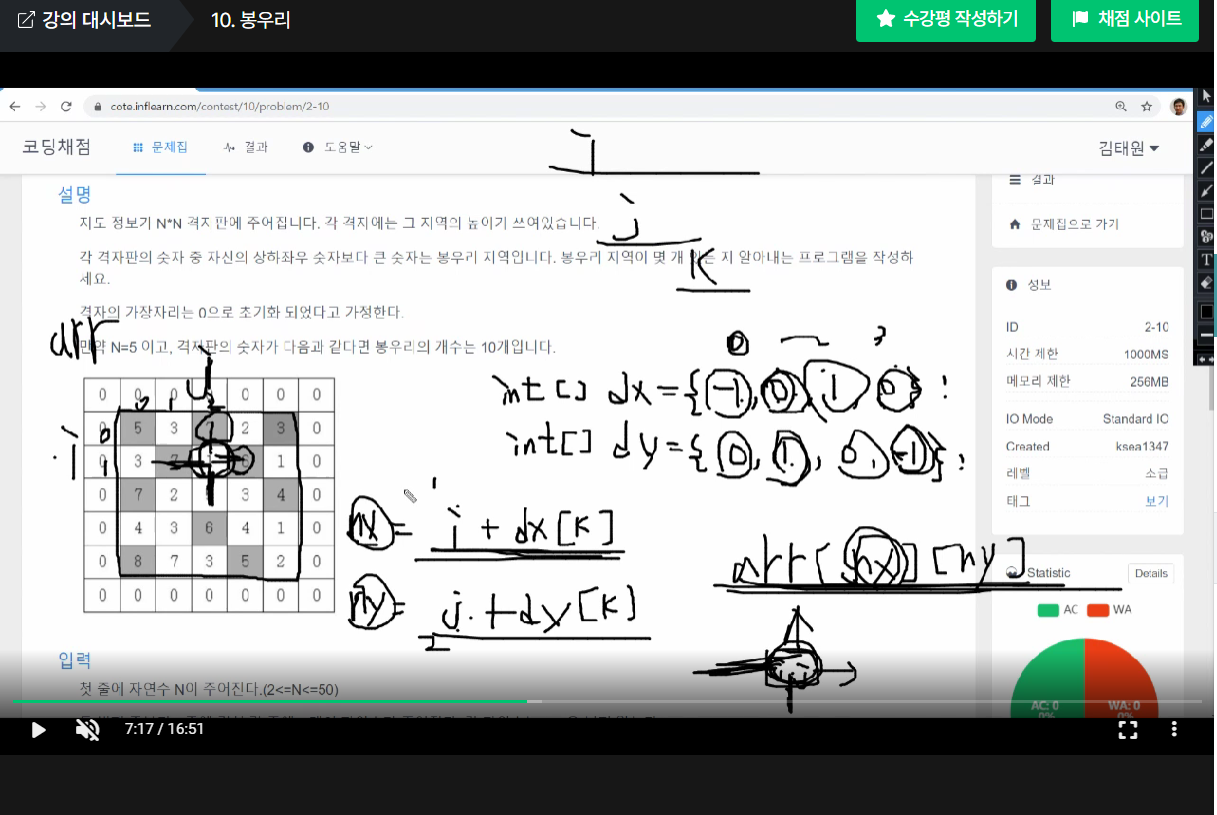 강의 대시보드 10. 봉우리 수강평 작성하기 채점 사이트
cote.inflearn.com/contest/10/problem/2-10
코딩채점 문제집 결과 도움말 김태원
i
설명
지도 정보기 N*N 격자판에 주어집니다. 각 격자에는 그 지역의 높이가 쓰여있습니다.
j
각 격자판의 숫자 중 자신의 상하좌우 숫자보다 큰 숫자는 봉우리 지역입니다. 봉우리 지역이 몇 개 있는 지 알아내는 프로그램을 작성하
세요.
K
격자의 가장자리는 0으로 초기화 되었다고 가정한다.
arr
만약 N=5 이고, 격자판의 숫자가 다음과 같다면 봉우리의 개수는 10개입니다.
0 3
int[] dx={-1,0,1,0};
int[] dy={0,1,0,-1};
j
0 0 0 0 0 0
0 1 2
0 5 3 2 3 0
i 0
1
0 3 1 0
0 7 2 3 4 0
0 4 3 6 4 1 0
0 8 7 3 5 2 0
0 0 0 0 0 0 0
1
nx= i+dx[K]
ny= j+dy[K]
2
arr[nx][ny]
입력
첫 줄에 자연수 N이 주어진다.(2<=N<=50)
결과
문제집으로 가기
정보
ID 2-10
시간 제한 1000MS
메모리 제한 256MB
IO Mode Standard IO
Created ksea1347
레벨 소급
태그 보기
Statistic Details
AC WA
AC: 0 WA: 0
0% 0%
7:17 / 16:51